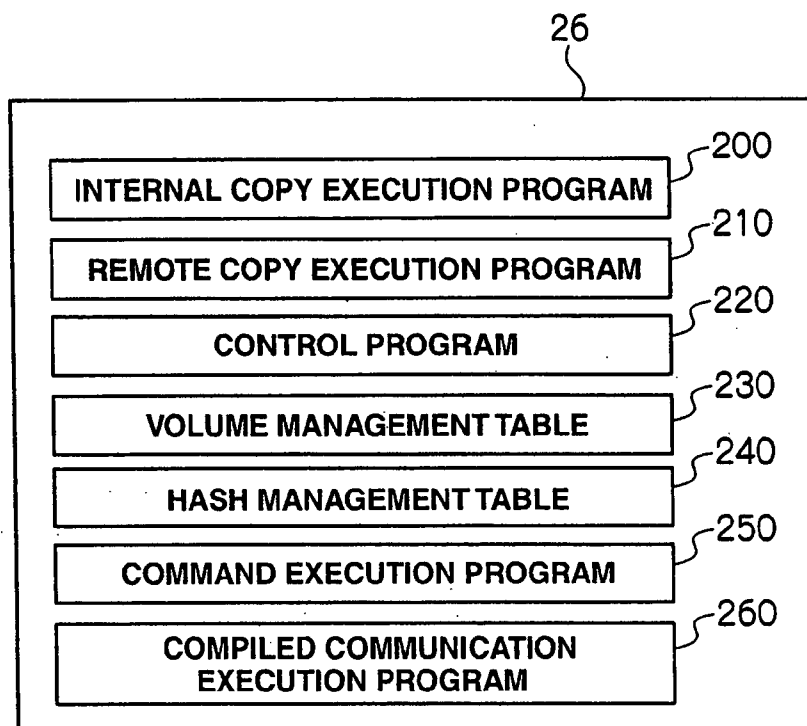 26
INTERNAL COPY EXECUTION PROGRAM
200
REMOTE COPY EXECUTION PROGRAM
210
CONTROL PROGRAM
220
VOLUME MANAGEMENT TABLE
230
HASH MANAGEMENT TABLE
240
COMMAND EXECUTION PROGRAM
250
COMPILED COMMUNICATION
EXECUTION PROGRAM
260